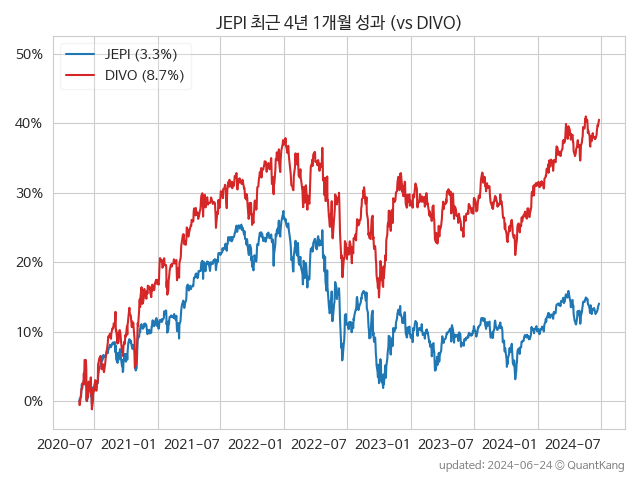 JEPI 최근 4년 1개월 성과 (vs DIVO)
JEPI (3.3%)
DIVO (8.7%)
50%
40%
30%
20%
10%
0%
2020-07 2021-01 2021-07 2022-01 2022-07 2023-01 2023-07 2024-01 2024-07
updated: 2024-06-24 © QuantKang